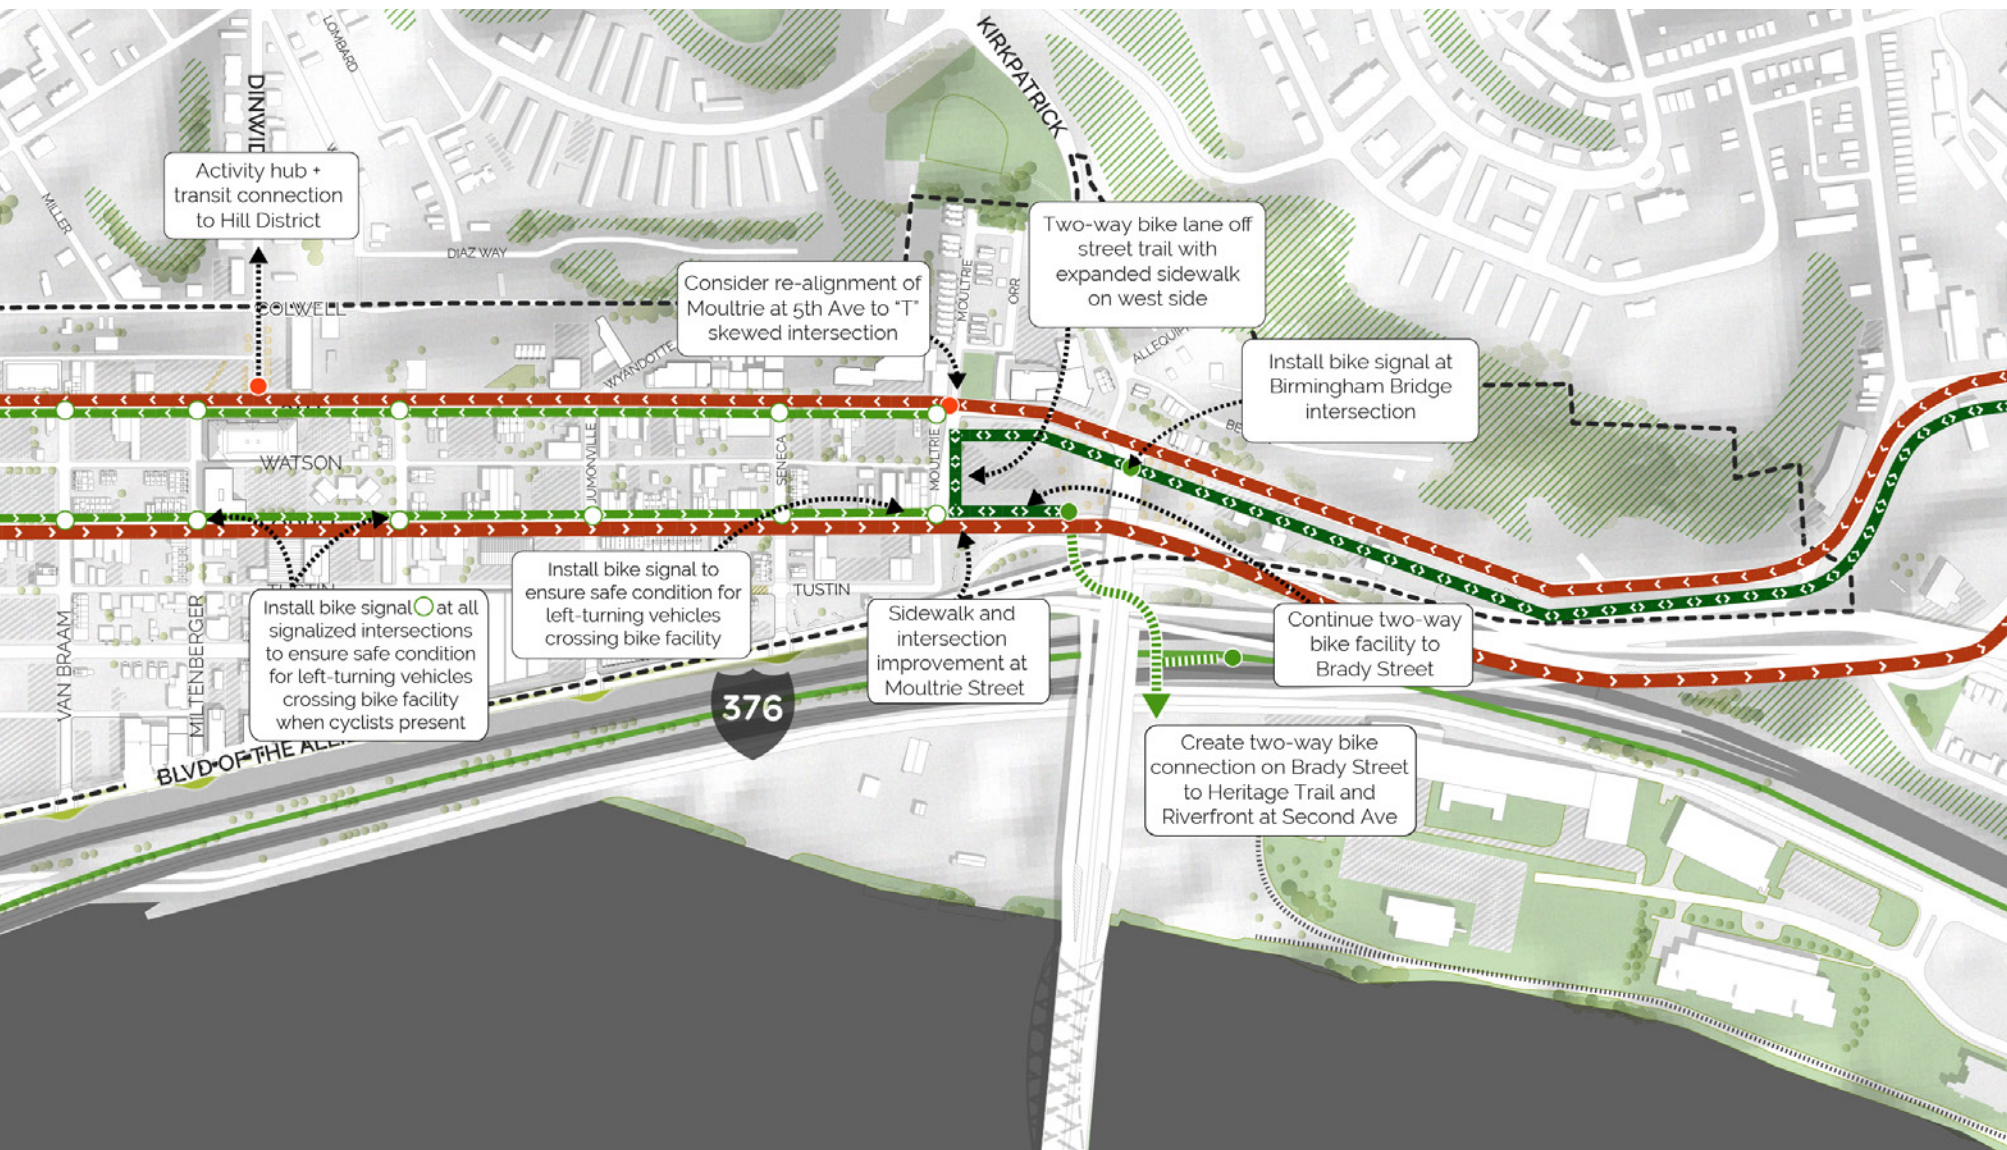 LOMBARD
KIRKPATRICK
DINWID
Activity hub +
transit connection
to Hill District
MILLER
DIAZ WAY
COLWELL
Consider re-alignment of
Moultrie at 5th Ave to "T"
skewed intersection
MOULTRIE
ORR
Two-way bike lane off
street trail with
expanded sidewalk
on west side
ALLEQUIP
WYANDOTTE
Install bike signal at
Birmingham Bridge
intersection
BE
WATSON
JUMONVILLE
SENECA
MOULTRIE
TUSTIN
Install bike signal at all
signalized intersections
to ensure safe condition
for left-turning vehicles
crossing bike facility
when cyclists present
Install bike signal to
ensure safe condition for
left-turning vehicles
crossing bike facility
TUSTIN
Sidewalk and
intersection
improvement at
Moultrie Street
Continue two-way
bike facility to
Brady Street
VAN BRAAM
MILTENBERGER
376
BLVD OF THE ALLI
Create two-way bike
connection on Brady Street
to Heritage Trail and
Riverfront at Second Ave